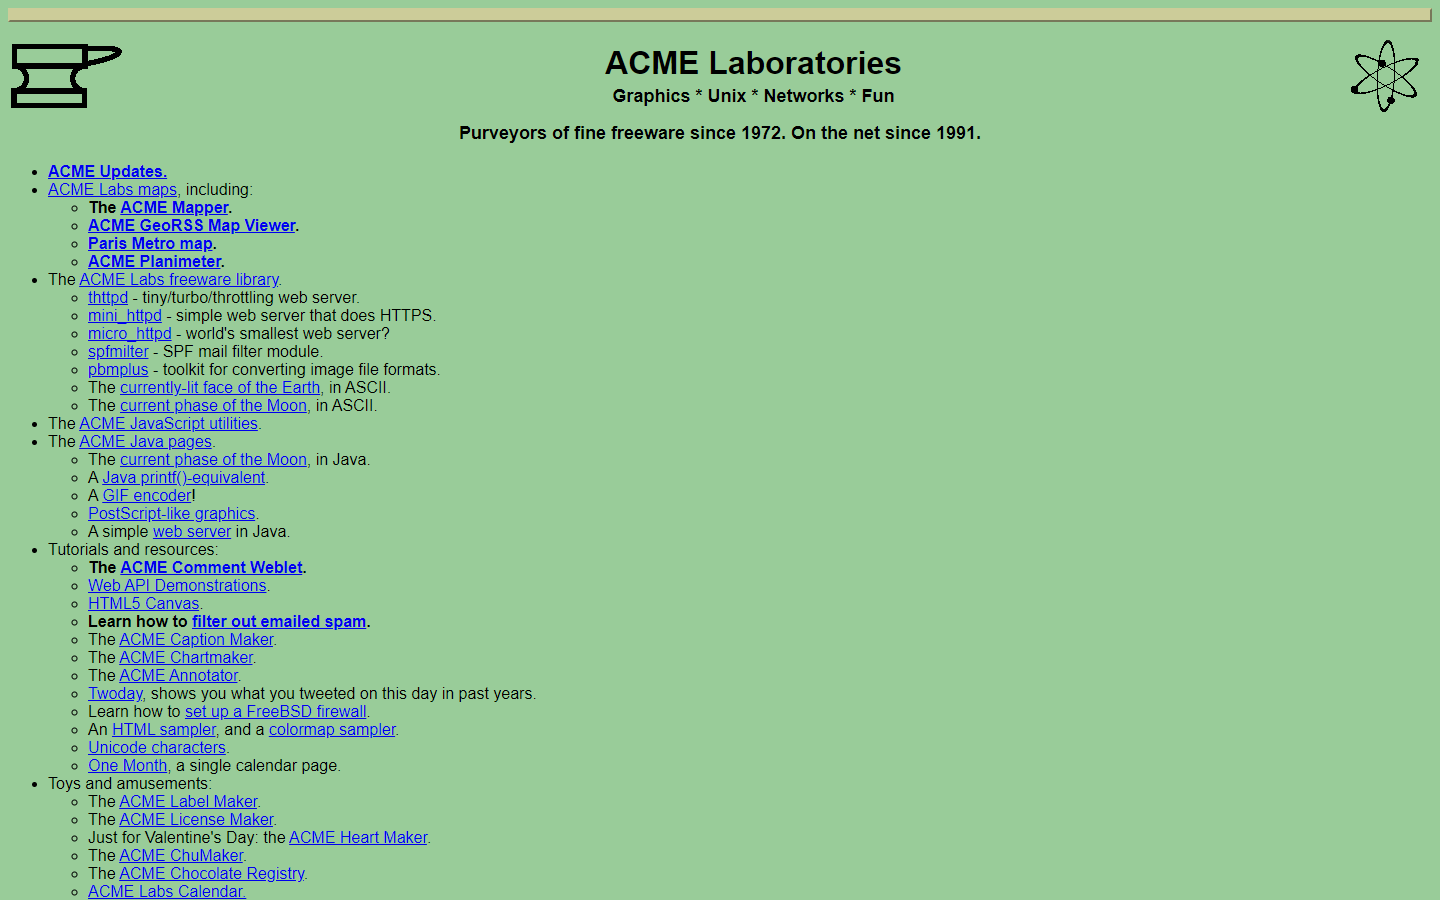 ACME Laboratories
Graphics * Unix * Networks * Fun
Purveyors of fine freeware since 1972. On the net since 1991.
ACME Updates.
ACME Labs maps, including:
The ACME Mapper.
ACME GeoRSS Map Viewer.
Paris Metro map.
ACME Planimeter.
The ACME Labs freeware library.
thttpd - tiny/turbo/throttling web server.
mini_httpd - simple web server that does HTTPS.
micro_httpd - world's smallest web server?
spfmilter - SPF mail filter module.
pbmplus - toolkit for converting image file formats.
The currently-lit face of the Earth, in ASCII.
The current phase of the Moon, in ASCII.
The ACME JavaScript utilities.
The ACME Java pages.
The current phase of the Moon, in Java.
A Java printf()-equivalent.
A GIF encoder!
PostScript-like graphics.
A simple web server in Java.
Tutorials and resources:
The ACME Comment Weblet.
Web API Demonstrations.
HTML5 Canvas.
Learn how to filter out emailed spam.
The ACME Caption Maker.
The ACME Chartmaker.
The ACME Annotator.
Twoday, shows you what you tweeted on this day in past years.
Learn how to set up a FreeBSD firewall.
An HTML sampler, and a colormap sampler.
Unicode characters.
One Month, a single calendar page.
Toys and amusements:
The ACME Label Maker.
The ACME License Maker.
Just for Valentine's Day: the ACME Heart Maker.
The ACME ChuMaker.
The ACME Chocolate Registry.
ACME Labs Calendar.